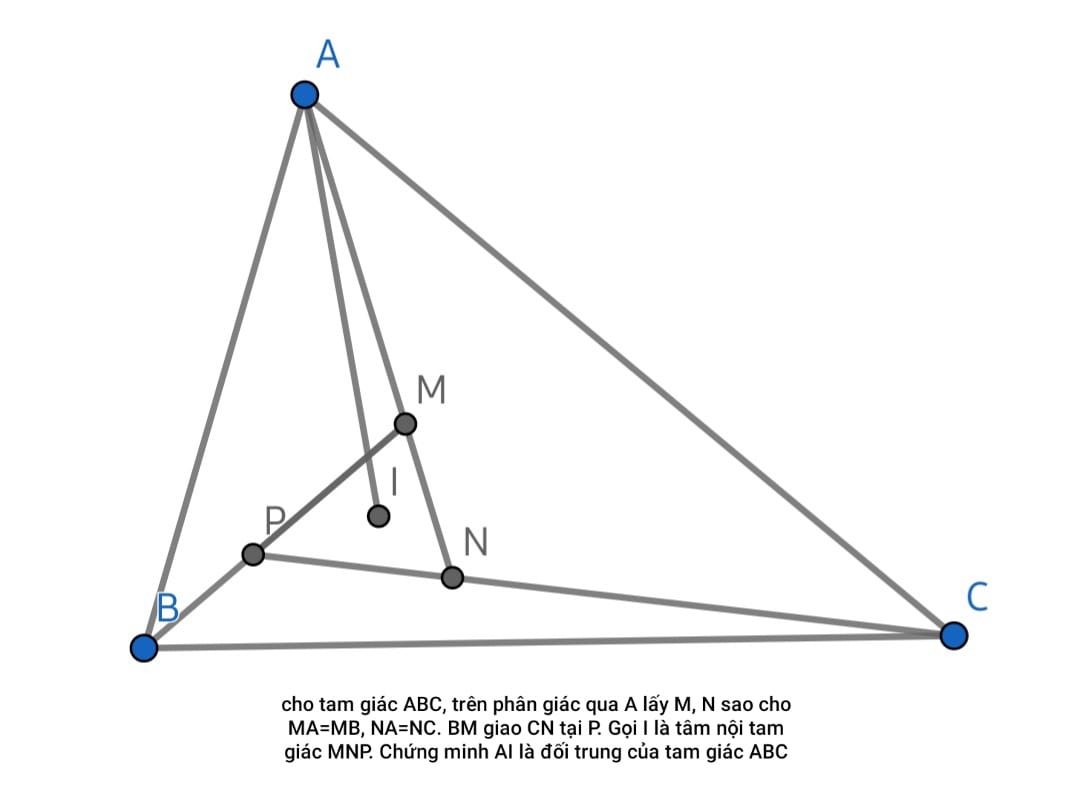 A
M
I
P
N
B
C
cho tam giác ABC, trên phân giác qua A lấy M, N sao cho
MA=MB, NA=NC. BM giao CN tại P. Gọi I là tâm nội tam
giác MNP. Chứng minh AI là đối trung của tam giác ABC